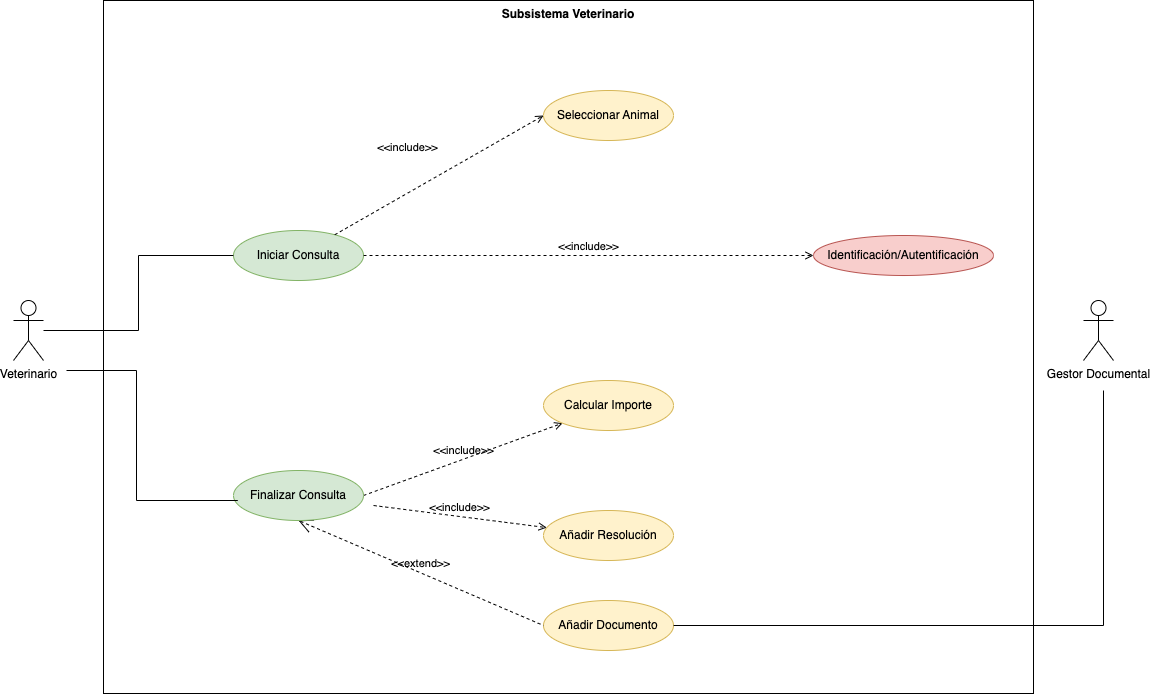 Subsistema Veterinario
Seleccionar Animal
<<include>>
Iniciar Consulta
<<include>>
Identificación/Autentificación
Veterinario
Gestor Documental
Calcular Importe
<<include>>
Finalizar Consulta
<<include>>
Añadir Resolución
<<extend>>
Añadir Documento